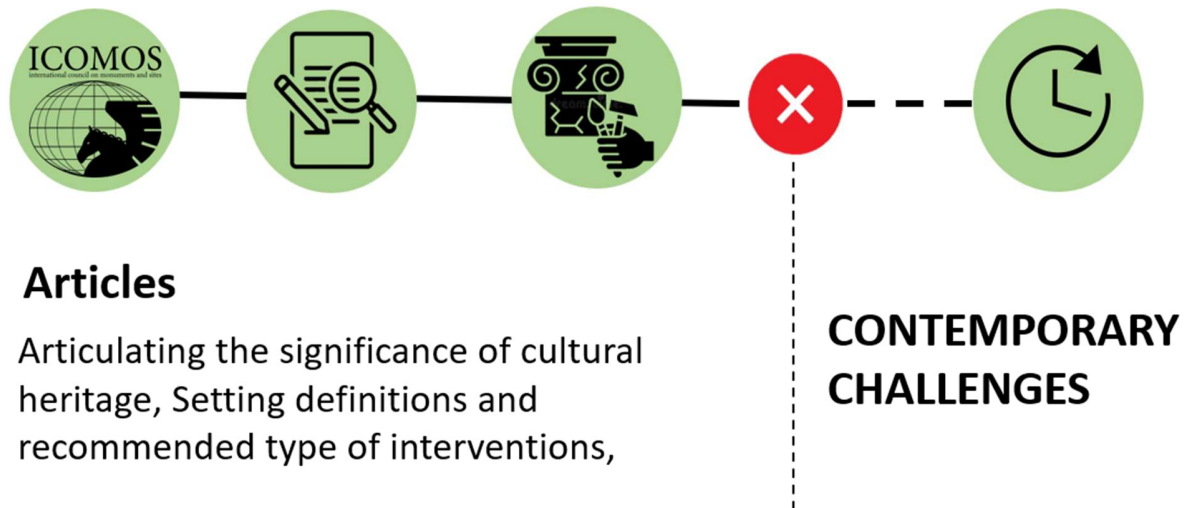 ICOMOS
international council on monuments and sites
Articles
Articulating the significance of cultural
heritage, Setting definitions and
recommended type of interventions,
CONTEMPORARY
CHALLENGES